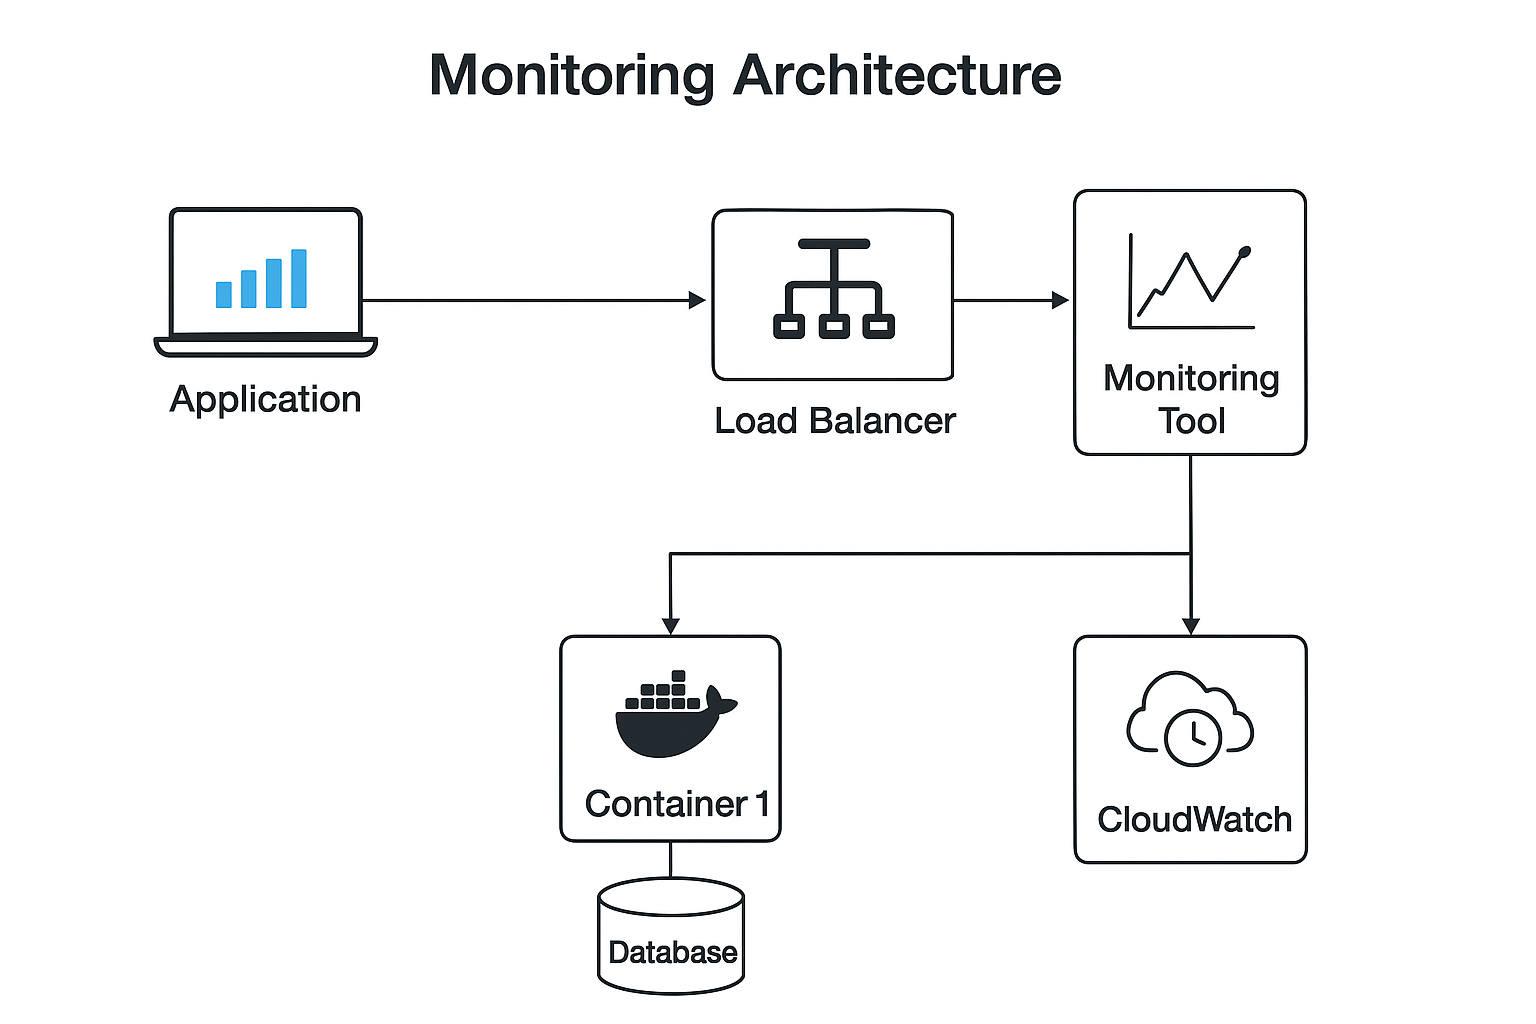 Monitoring Architecture
Application
Load Balancer
Monitoring
Tool
Container 1
CloudWatch
Database